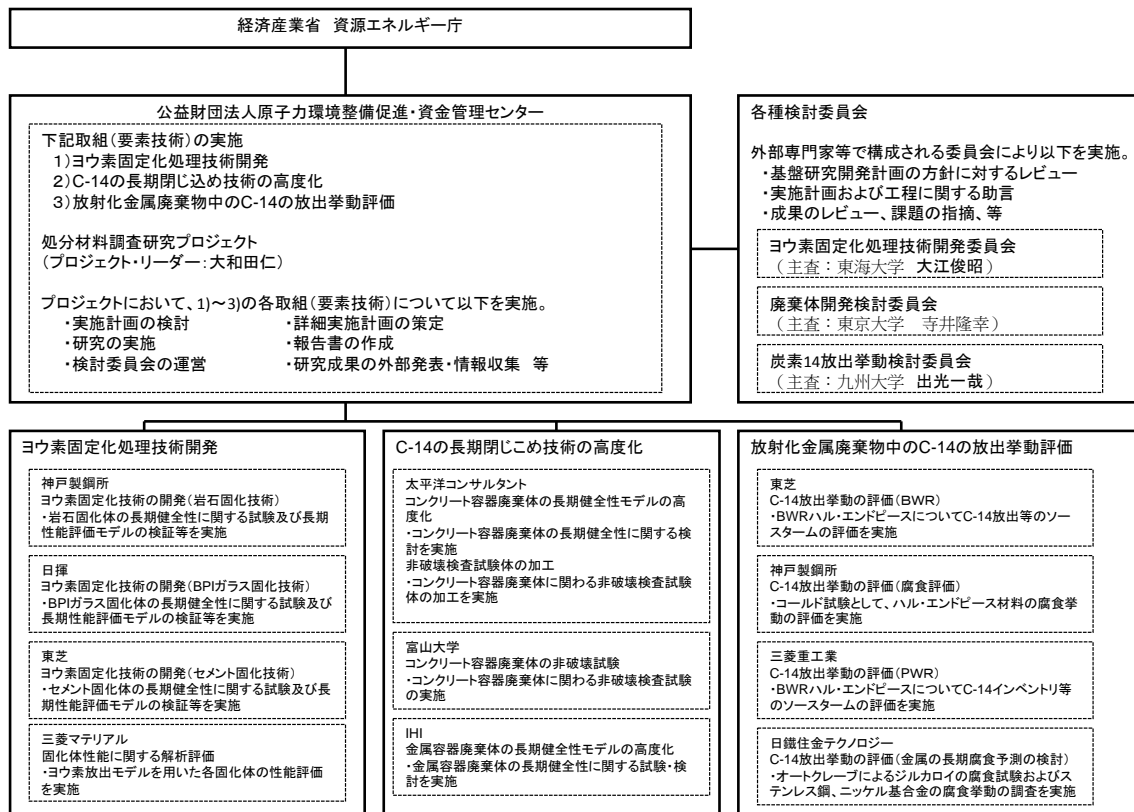 経済産業省 資源エネルギー庁
公益財団法人原子力環境整備促進・資金管理センター
下記取組（要素技術）の実施
1）ヨウ素固定化処理技術開発
2）C-14の長期閉じ込め技術の高度化
3）放射化金属廃棄物中のC-14の放出挙動評価
処分材料調査研究プロジェクト
（プロジェクト・リーダー：大和田仁）
プロジェクトにおいて、1)～3)の各取組（要素技術）について以下を実施。
・実施計画の検討 ・詳細実施計画の策定
・研究の実施 ・報告書の作成
・検討委員会の運営 ・研究成果の外部発表・情報収集 等
各種検討委員会
外部専門家等で構成される委員会により以下を実施。
・基盤研究開発計画の方針に対するレビュー
・実施計画および工程に関する助言
・成果のレビュー、課題の指摘、等
ヨウ素固定化処理技術開発委員会
（主査：東海大学 大江俊昭）
廃棄体開発検討委員会
（主査：東京大学 寺井隆幸）
炭素14放出挙動検討委員会
（主査：九州大学 出光一哉）
ヨウ素固定化処理技術開発
神戸製鋼所
ヨウ素固定化技術の開発（岩石固化技術）
・岩石固化体の長期健全性に関する試験及び長期
性能評価モデルの検証等を実施
日揮
ヨウ素固定化技術の開発（BPIガラス固化技術）
・BPIガラス固化体の長期健全性に関する試験及び
長期性能評価モデルの検証等を実施
東芝
ヨウ素固定化技術の開発（セメント固化技術）
・セメント固化体の長期健全性に関する試験及び長
期性能評価モデルの検証等を実施
三菱マテリアル
固化体性能に関する解析評価
・ヨウ素放出モデルを用いた各固化体の性能評価
を実施
C-14の長期閉じこめ技術の高度化
太平洋コンサルタント
コンクリート容器廃棄体の長期健全性モデルの高
度化
・コンクリート容器廃棄体の長期健全性に関する検
討を実施
非破壊検査試験体の加工
・コンクリート容器廃棄体に関わる非破壊検査試験
体の加工を実施
富山大学
コンクリート容器廃棄体の非破壊試験
・コンクリート容器廃棄体に関わる非破壊検査試験
の実施
IHI
金属容器廃棄体の長期健全性モデルの高度化
・金属容器廃棄体の長期健全性に関する試験・検
討を実施
放射化金属廃棄物中のC-14の放出挙動評価
東芝
C-14放出挙動の評価（BWR）
・BWRハル・エンドピースについてC-14放出等のソー
スタームの評価を実施
神戸製鋼所
C-14放出挙動の評価（腐食評価）
・コールド試験として、ハル・エンドピース材料の腐食挙
動の評価を実施
三菱重工業
C-14放出挙動の評価（PWR）
・BWRハル・エンドピースについてC-14インベントリ等
のソースタームの評価を実施
日鐵住金テクノロジー
C-14放出挙動の評価（金属の長期腐食予測の検討）
・オートクレーブによるジルカロイの腐食試験およびス
テンレス鋼、ニッケル基合金の腐食挙動の調査を実施